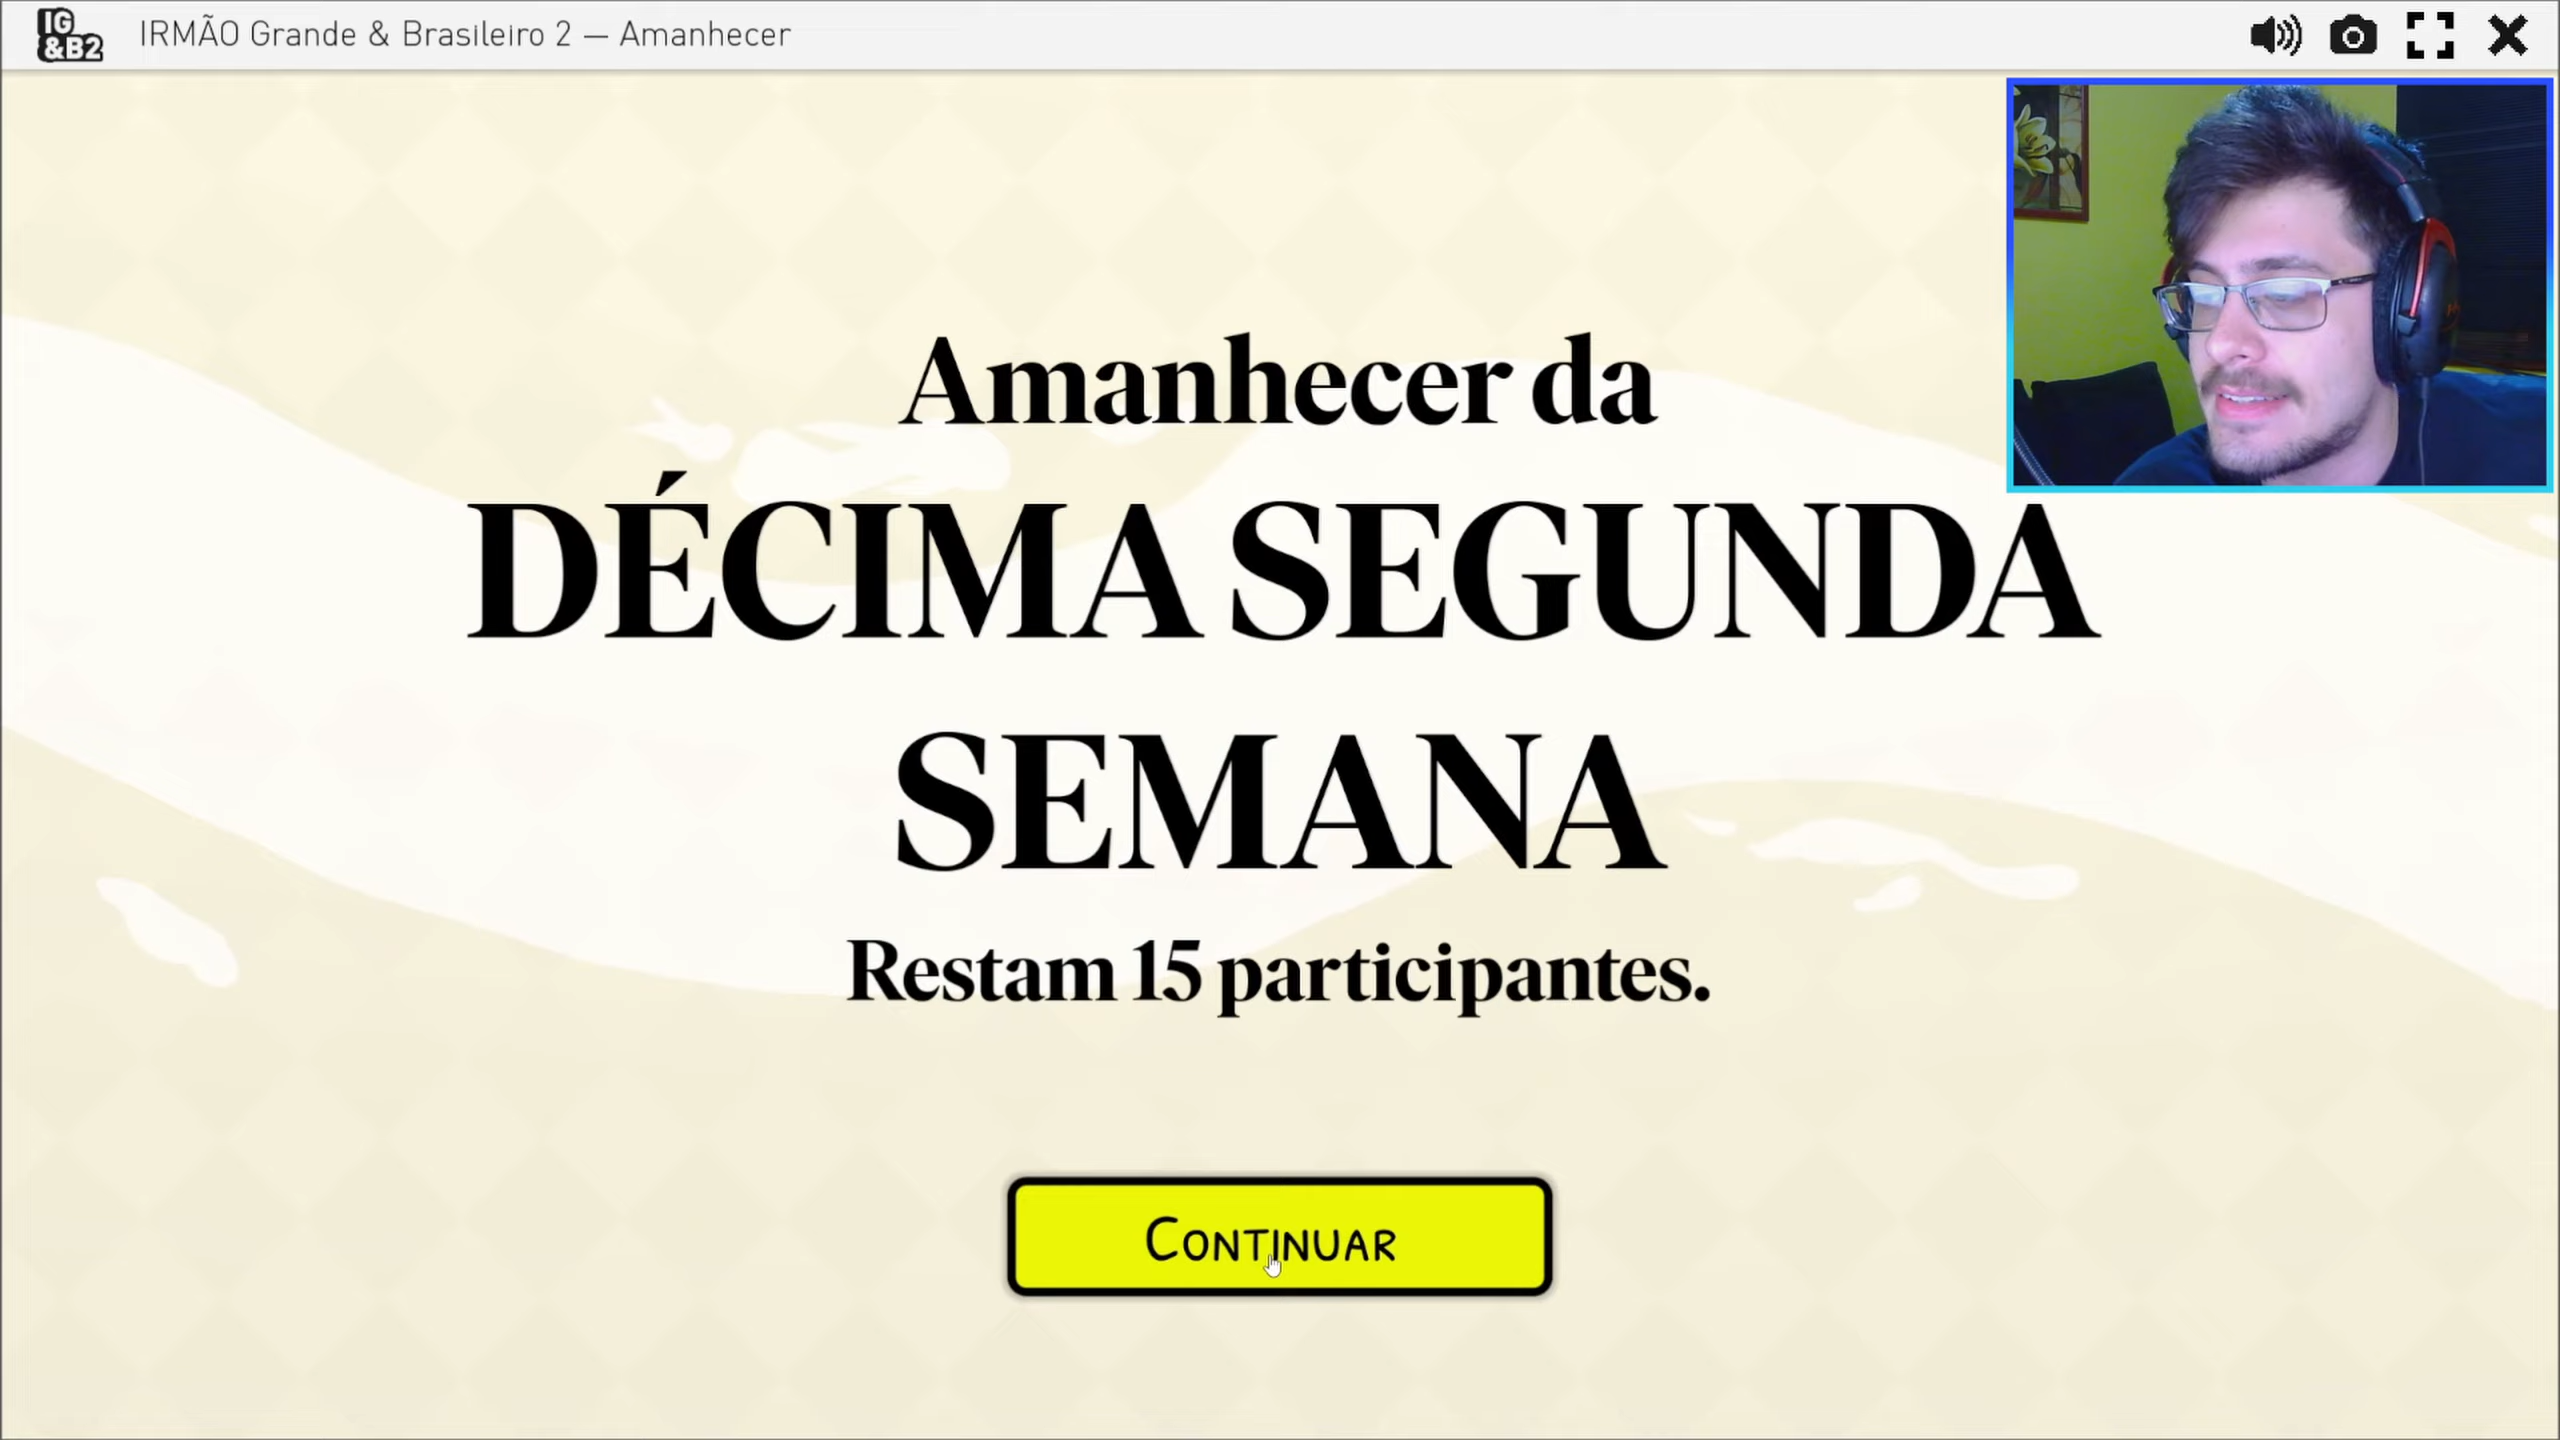 IG
&B2
IRMÃO Grande & Brasileiro 2 — Amanhecer
Amanhecer da
DÉCIMA SEGUNDA
SEMANA
Restam 15 participantes.
CONTINUAR